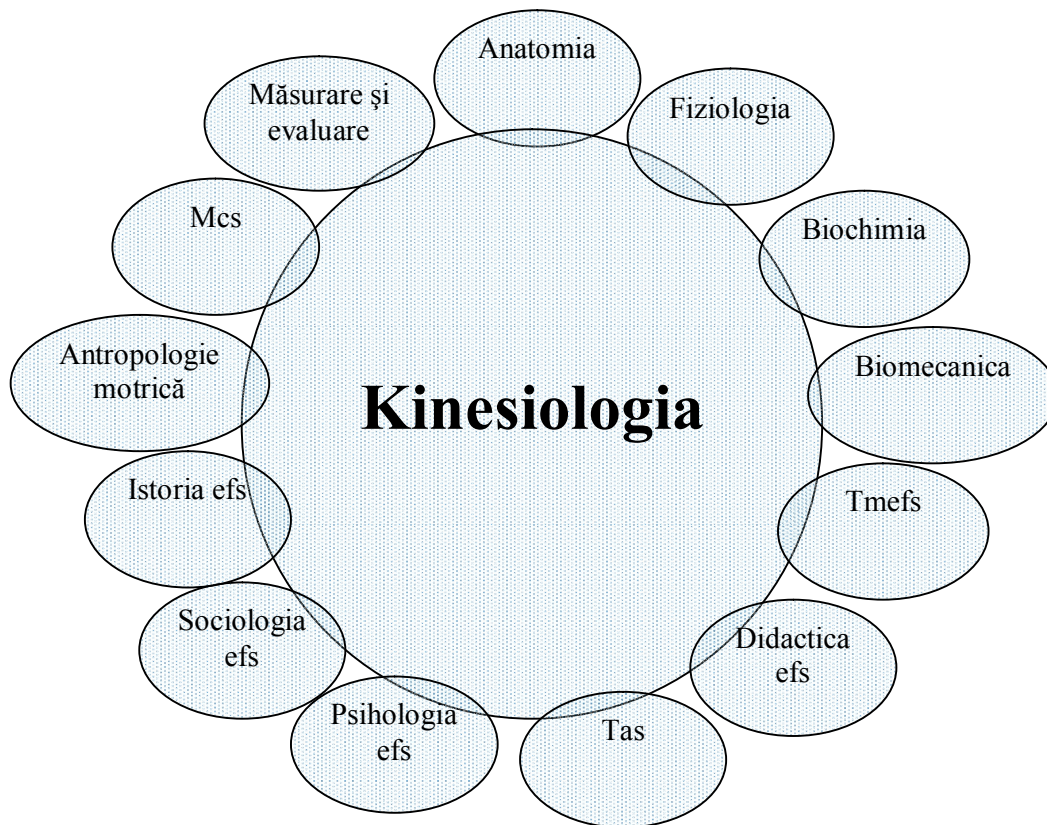 Anatomia
Fiziologia
Biochimia
Biomecanica
Tmefs
Didactica
efs
Tas
Psihologia
efs
Sociologia
efs
Istoria efs
Antropologie
motrică
Mcs
Măsurare şi
evaluare
Kinesiologia